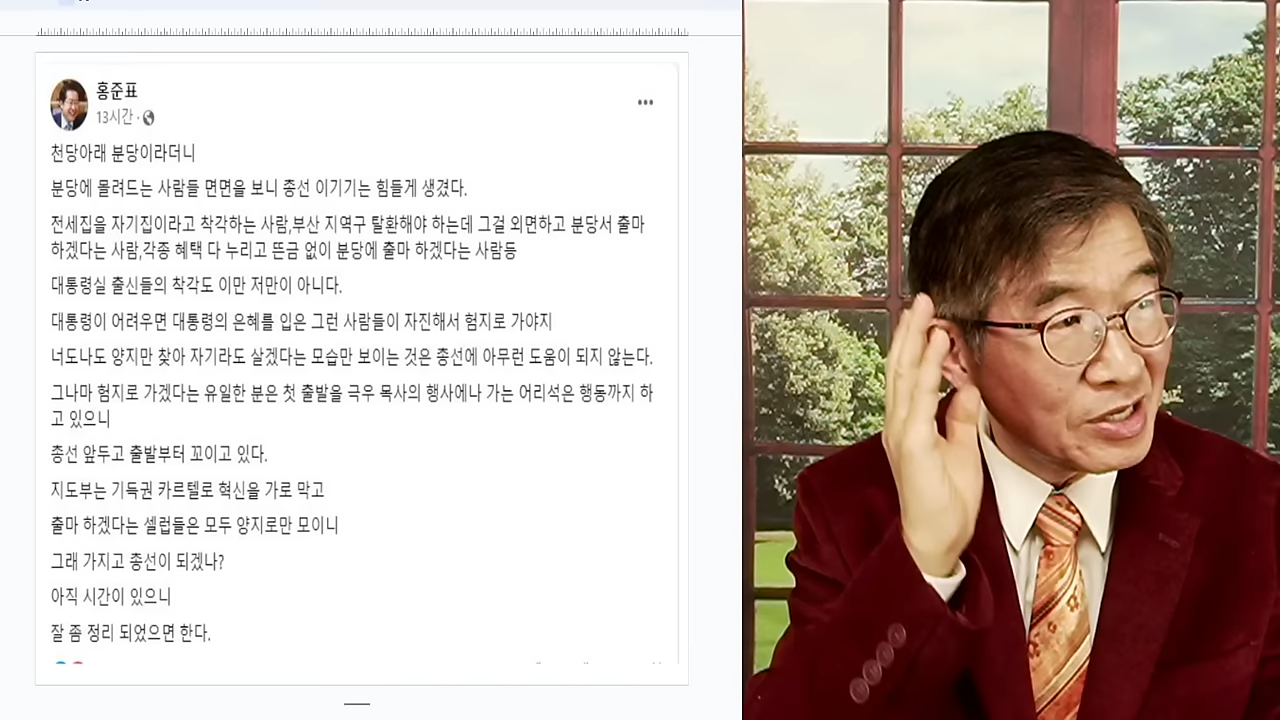 홍준표
13시간 ·
천당아래 분당이라더니
분당에 몰려드는 사람들 면면을 보니 총선 이기기는 힘들게 생겼다.
전세집을 자기집이라고 착각하는 사람,부산 지역구 탈환해야 하는데 그걸 외면하고 분당서 출마
하겠다는 사람,각종 혜택 다 누리고 뜬금 없이 분당에 출마 하겠다는 사람등
대통령실 출신들의 착각도 이만 저만이 아니다.
대통령이 어려우면 대통령의 은혜를 입은 그런 사람들이 자진해서 험지로 가야지
너도나도 양지만 찾아 자기라도 살겠다는 모습만 보이는 것은 총선에 아무런 도움이 되지 않는다.
그나마 험지로 가겠다는 유일한 분은 첫 출발을 극우 목사의 행사에나 가는 어리석은 행동까지 하
고 있으니
총선 앞두고 출발부터 꼬이고 있다.
지도부는 기득권 카르텔로 혁신을 가로 막고
출마 하겠다는 셀럽들은 모두 양지로만 모이니
그래 가지고 총선이 되겠나?
아직 시간이 있으니
잘 좀 정리 되었으면 한다.